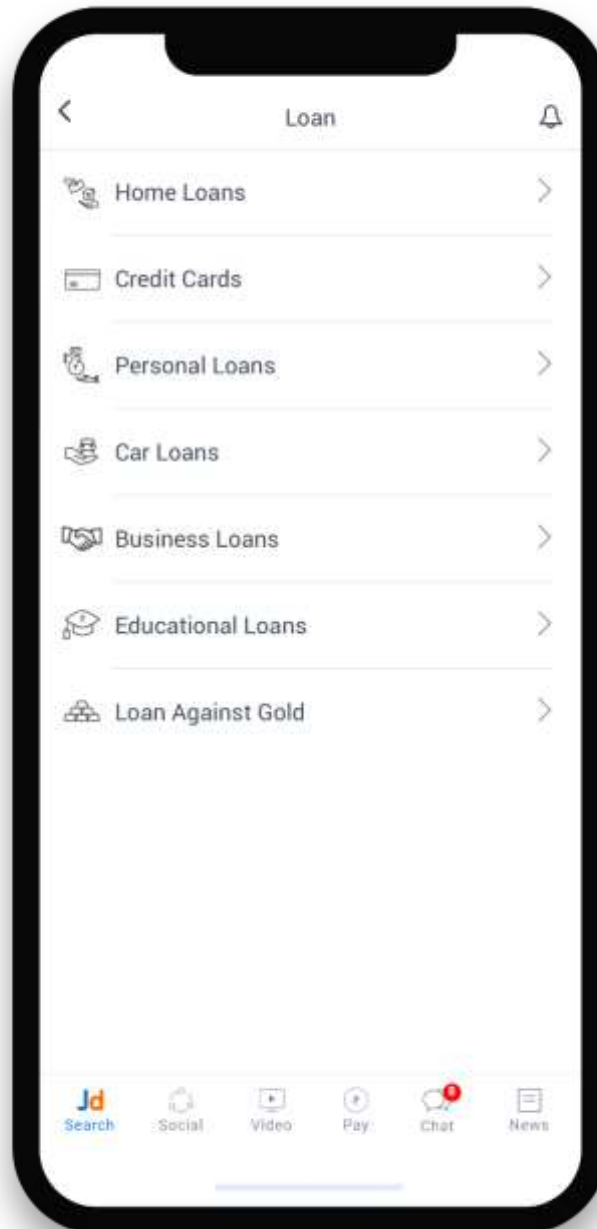 Loan
Home Loans
Credit Cards
Personal Loans
Car Loans
Business Loans
Educational Loans
Loan Against Gold
Jd
Search Social Video Pay Chat News